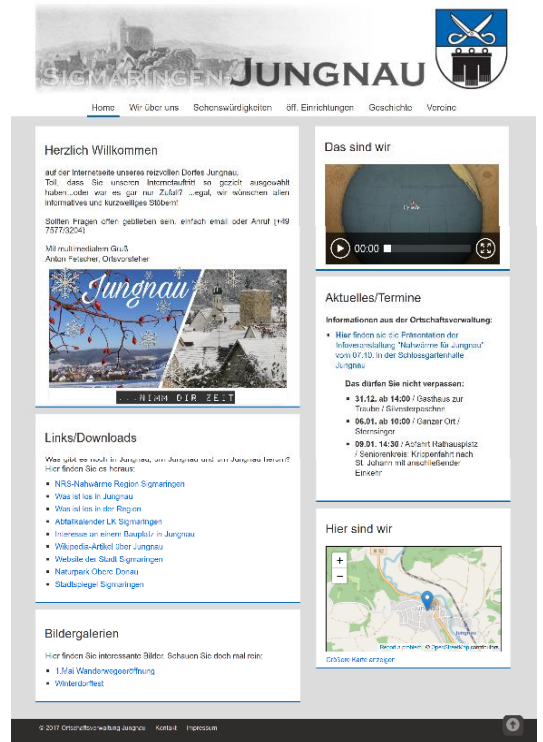 SIGMARINGEN-JUNGNAU
Home Wir über uns Sehenswürdigkeiten öff. Einrichtungen Geschichte Vereine
Herzlich Willkommen
auf der Internetseite unseres reizvollen Dorfes Jungnau.
Toll, dass Sie unseren Internetauftritt so gezielt ausgewählt
haben...oder war es gar nur Zufall? ...egal, wir wünschen allen
informatives und kurzweiliges Stöbern!
Sollten Fragen offen geblieben sein, einfach email oder Anruf (+49
7577/3204)
Mit multimedialem Gruß
Anton Fetscher, Ortsvorsteher
Jungnau
...NIMM DIR ZEIT
Links/Downloads
Was gibt es noch in Jungnau, um Jungnau und um Jungnau herum?
Hier finden Sie es heraus:
NRS-Nahwärme Region Sigmaringen
Was ist los in Jungnau
Was ist los in der Region
Abfallkalender LK Sigmaringen
Interesse an einem Bauplatz in Jungnau
Wikipedia-Artikel über Jungnau
Website der Stadt Sigmaringen
Naturpark Obere Donau
Stadtspiegel Sigmaringen
Bildergalerien
Hier finden Sie interessante Bilder. Schauen Sie doch mal rein:
1.Mai Wanderwegeeröffnung
Winterdorffest
Das sind wir
00:00
Aktuelles/Termine
Informationen aus der Ortschaftsverwaltung:
Hier finden sie die Präsentation der
Infoveranstaltung "Nahwärme für Jungnau"
vom 07.10. in der Schlossgartenhalle
Jungnau
Das dürfen Sie nicht verpassen:
31.12. ab 14:00 / Gasthaus zur
Traube / Silvesterpaschen
06.01. ab 10:00 / Ganzer Ort /
Sternsinger
09.01. 14:30 / Abfahrt Rathausplatz
/ Seniorenkreis: Krippenfahrt nach
St. Johann mit anschließender
Einkehr
Hier sind wir
+
−
Jungnau
Report a problem | © OpenStreetMap contributors
Größere Karte anzeigen
© 2017 Ortschaftsverwaltung Jungnau Kontakt Impressum